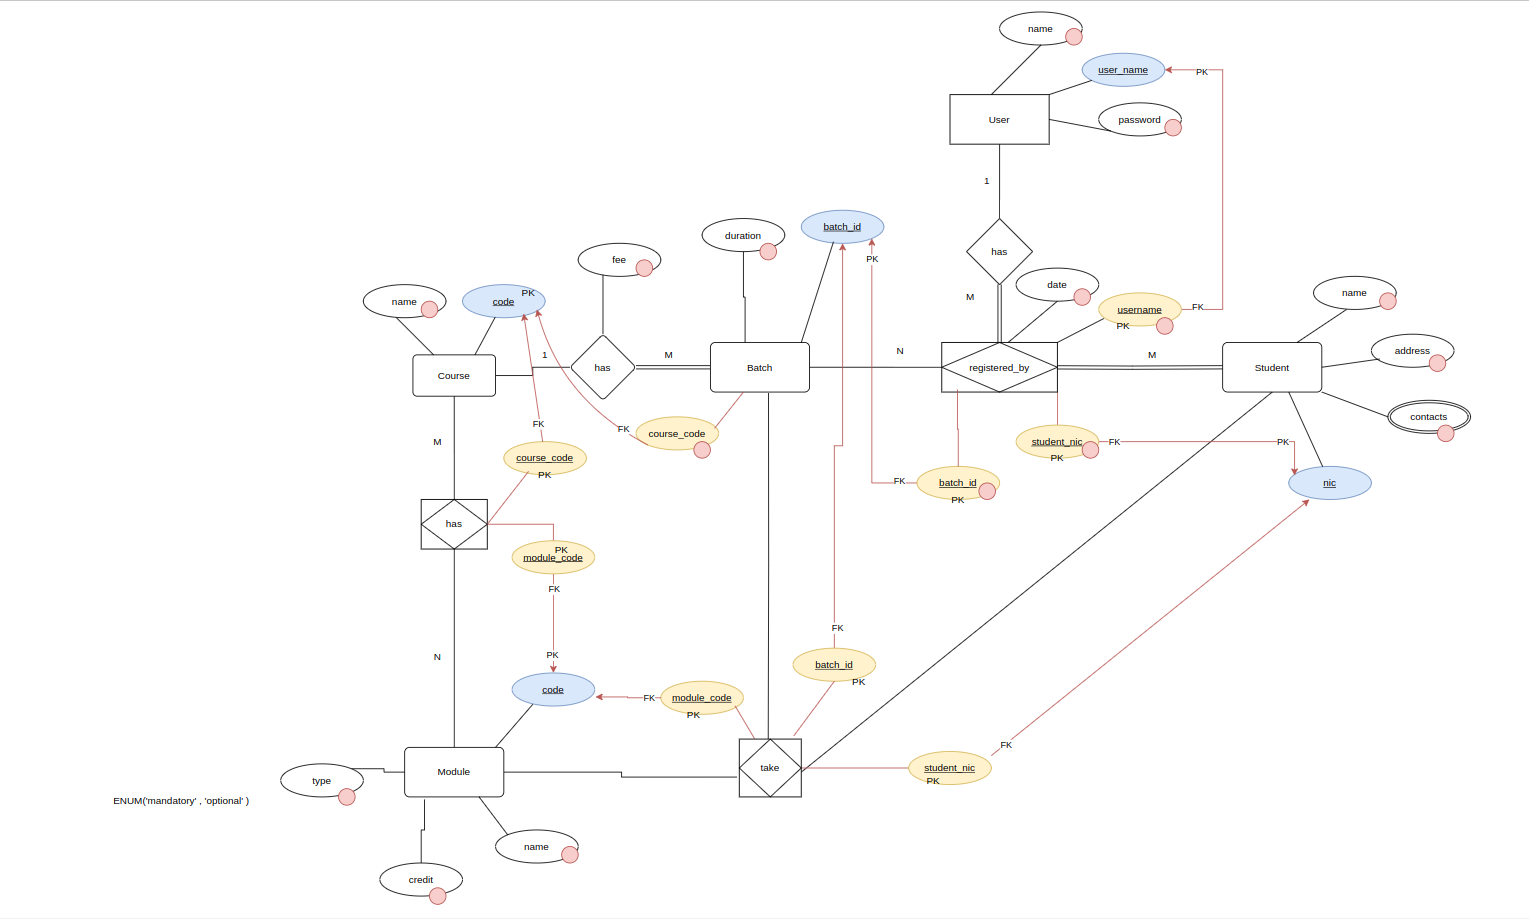 name
user_name
PK
User
password
1
batch_id
duration
has
fee
PK
date
name
M
name
code
PK
username
PK
FK
address
N
1
M
M
Course
has
Batch
registered_by
Student
contacts
FK
FK
course_code
M
student_nic
PK
FK
PK
course_code
PK
FK
batch_id
PK
nic
has
PK
module_code
FK
FK
N
PK
batch_id
PK
code
FK
module_code
PK
FK
Module
take
student_nic
PK
type
ENUM('mandatory' , 'optional' )
name
credit